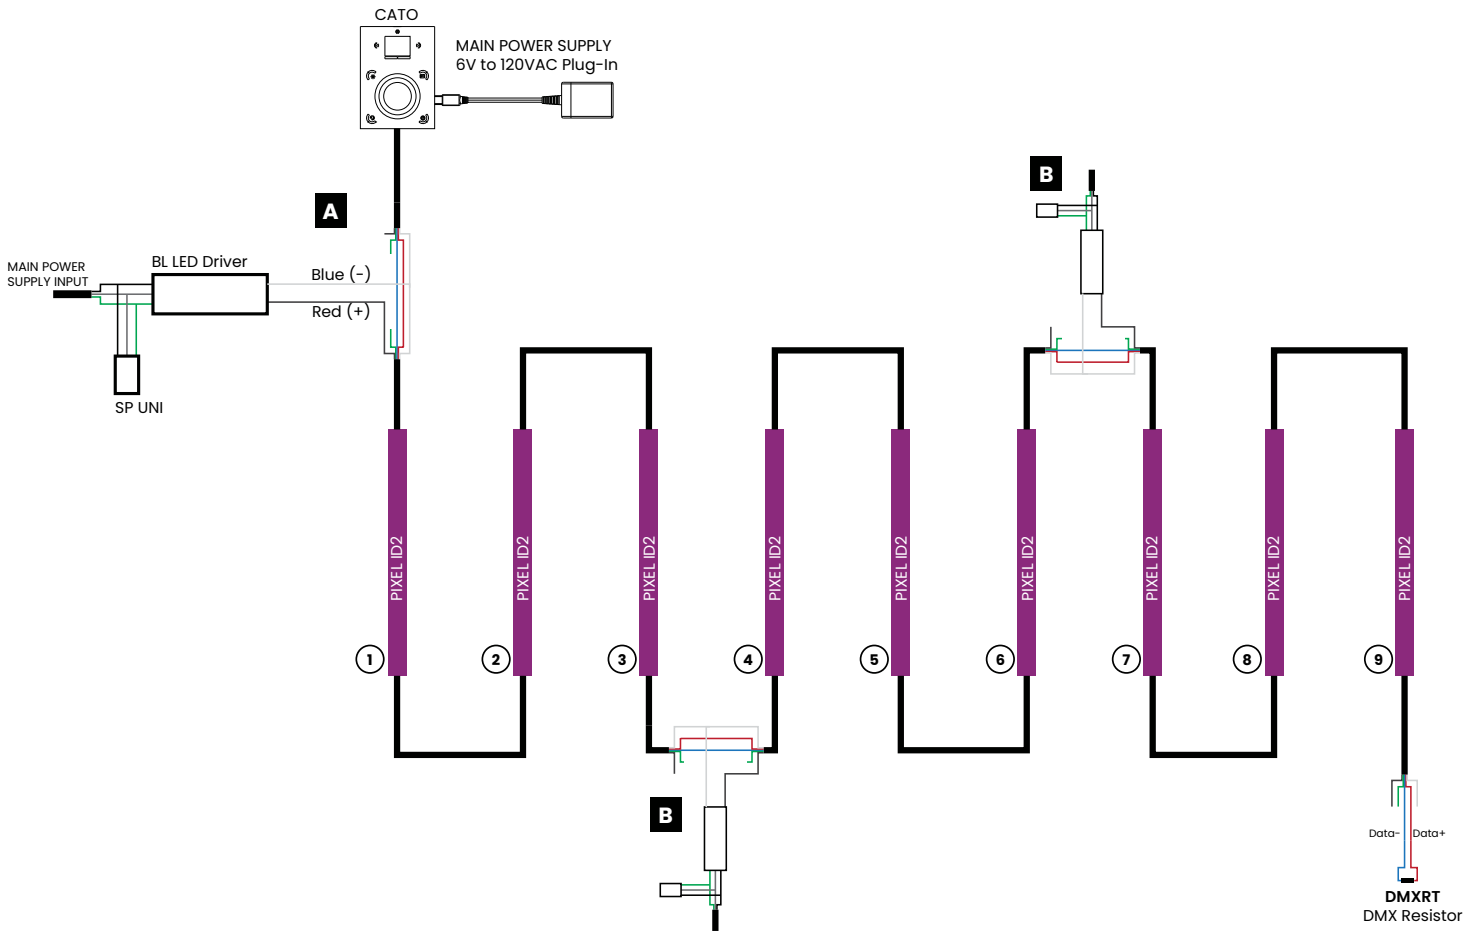 CATO
MAIN POWER SUPPLY
6V to 120VAC Plug-In
B
A
MAIN POWER
SUPPLY INPUT
BL LED Driver
Blue (-)
Red (+)
SP UNI
PIXEL ID2
PIXEL ID2
PIXEL ID2
PIXEL ID2
PIXEL ID2
PIXEL ID2
PIXEL ID2
PIXEL ID2
PIXEL ID2
1
2
3
4
5
6
7
8
9
B
Data-
Data+
DMXRT
DMX Resistor